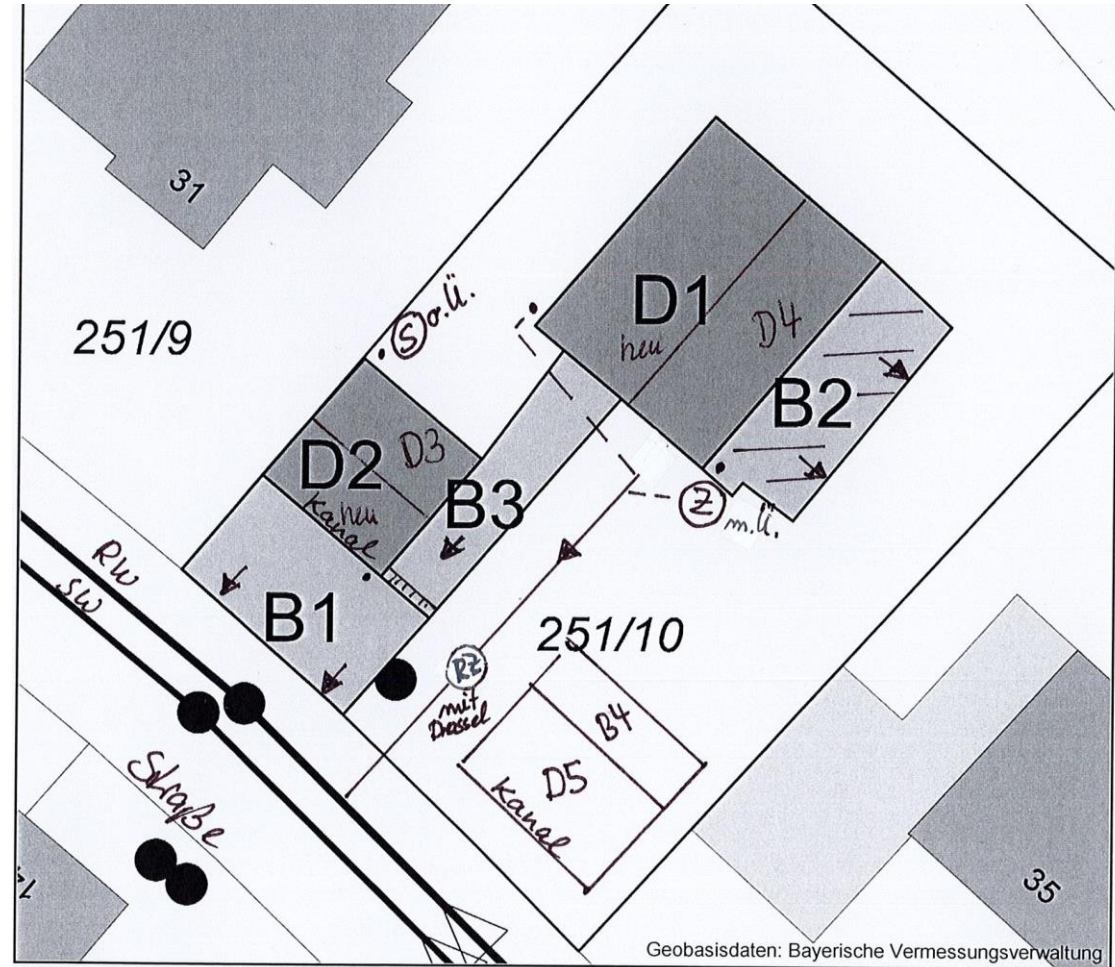 31
251/9
S o.Ü.
D1
neu
D4
B2
D2
D3
neu
Kanal
B3
Z m.Ü.
RW
SW
B1
251/10
RZ
mit
Drossel
B4
D5
Kanal
Straße
35
Geobasisdaten: Bayerische Vermessungsverwaltung